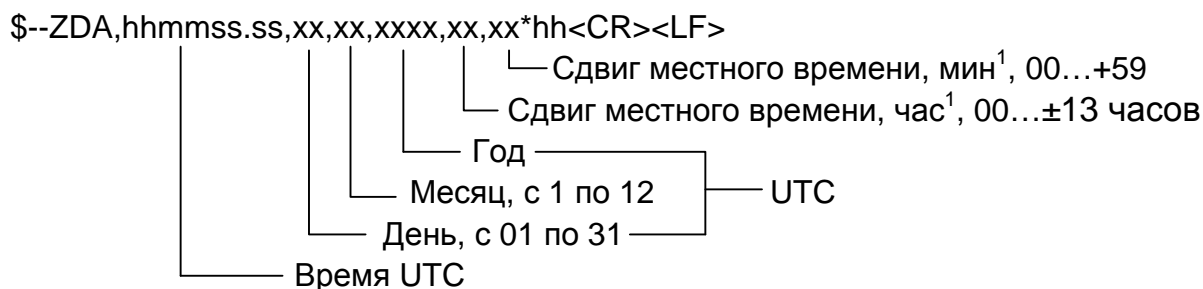 $--ZDA,hhmmss.ss,xx,xx,xxxx,xx,xx*hh<CR><LF>
Сдвиг местного времени, мин¹, 00…+59
Сдвиг местного времени, час¹, 00…±13 часов
Год
Месяц, с 1 по 12
UTC
День, с 01 по 31
Время UTC